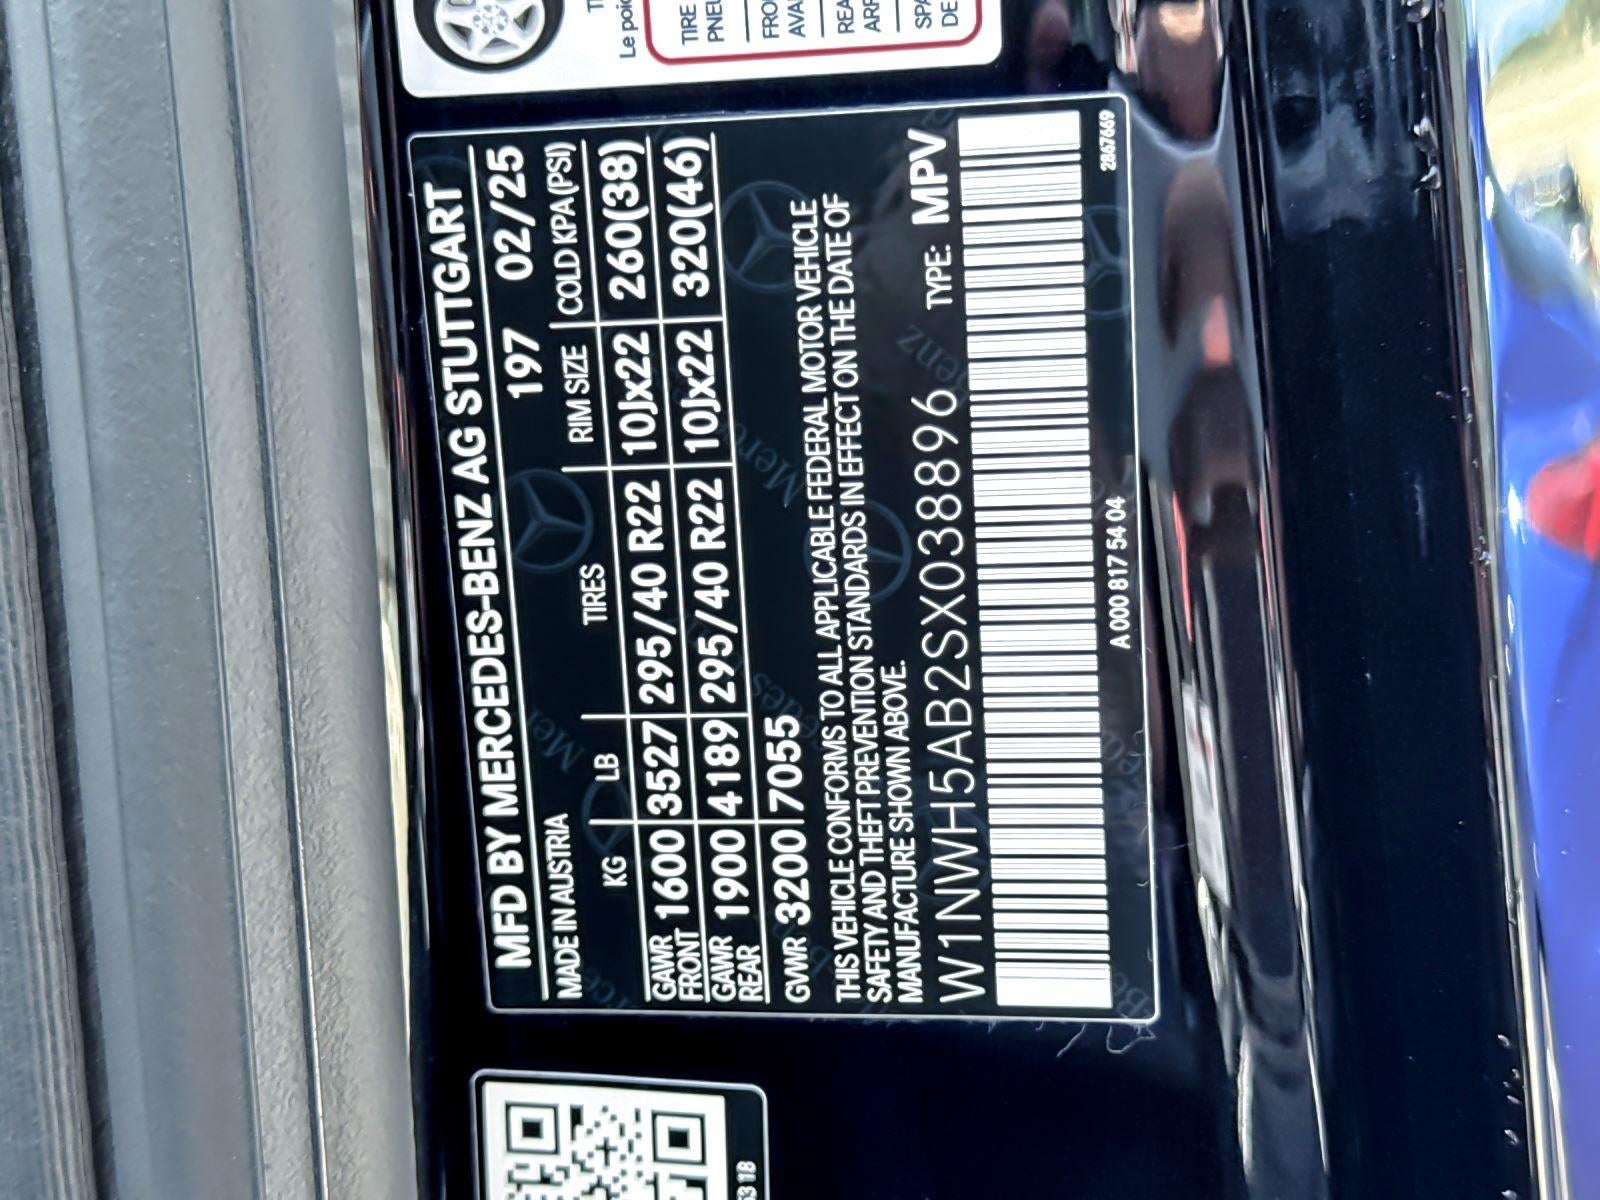 MFD BY MERCEDES-BENZ AG STUTTGART
MADE IN AUSTRIA 197 02/25
KG LB TIRES RIM SIZE COLD KPA(PSI)
GAWR FRONT 1600 3527 295/40 R22 10Jx22 260(38)
GAWR REAR 1900 4189 295/40 R22 10Jx22 320(46)
GVWR 3200 7055
THIS VEHICLE CONFORMS TO ALL APPLICABLE FEDERAL MOTOR VEHICLE
SAFETY AND THEFT PREVENTION STANDARDS IN EFFECT ON THE DATE OF
MANUFACTURE SHOWN ABOVE.
W1NWH5AB2SX038896 TYPE: MPV
A 000 817 54 04 2867669
Le
TIRE